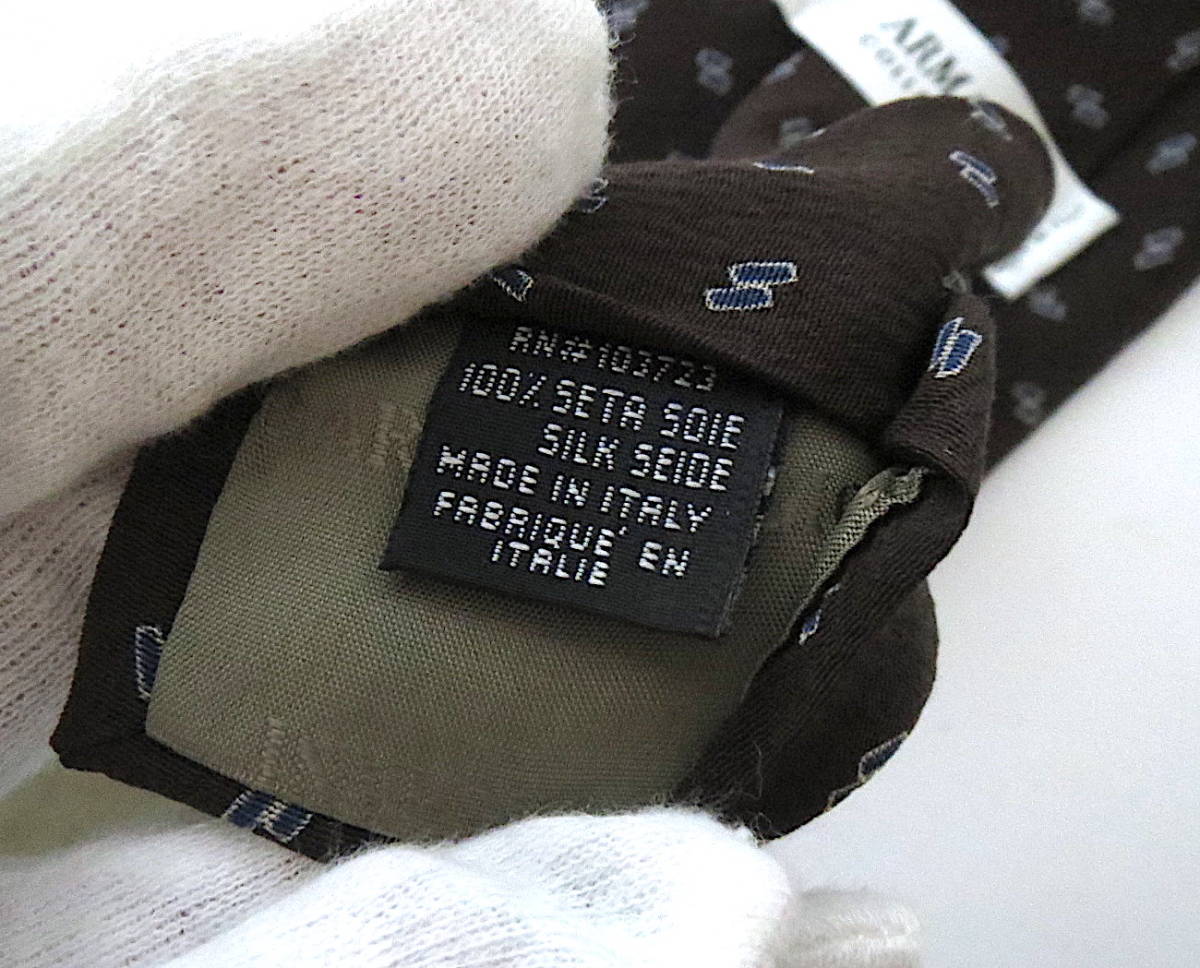 ARM
RN#103723
100% SETA SOIE
SILK SEIDE
MADE IN ITALY
FABRIQUE' EN
ITALIE